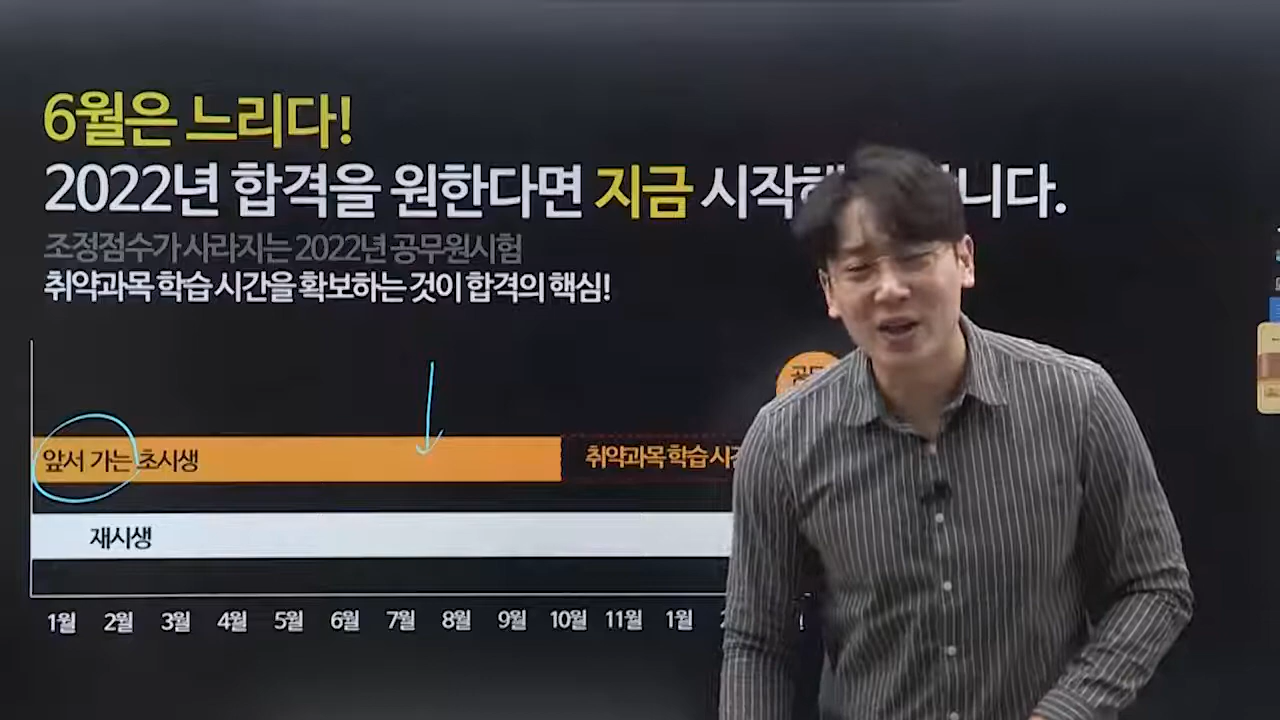 6월은 느리다!
2022년 합격을 원한다면 지금 시작해 니다.
조정점수가 사라지는 2022년 공무원시험
취약과목 학습 시간을 확보하는 것이 합격의 핵심!
앞서 가는 초시생
취약과목 학습 시간
재시생
1월 2월 3월 4월 5월 6월 7월 8월 9월 10월 11월 1월